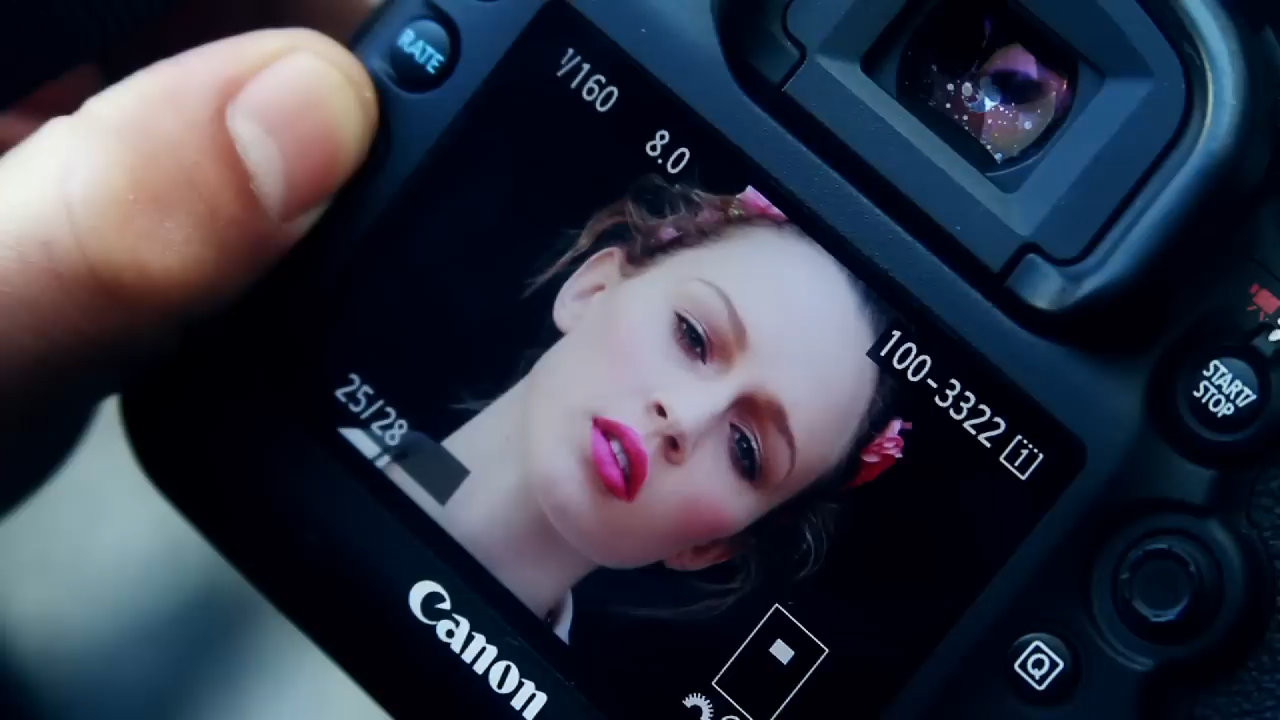 RATE
1/160
8.0
100-3322 1
25/28
Canon
START/
STOP
Q